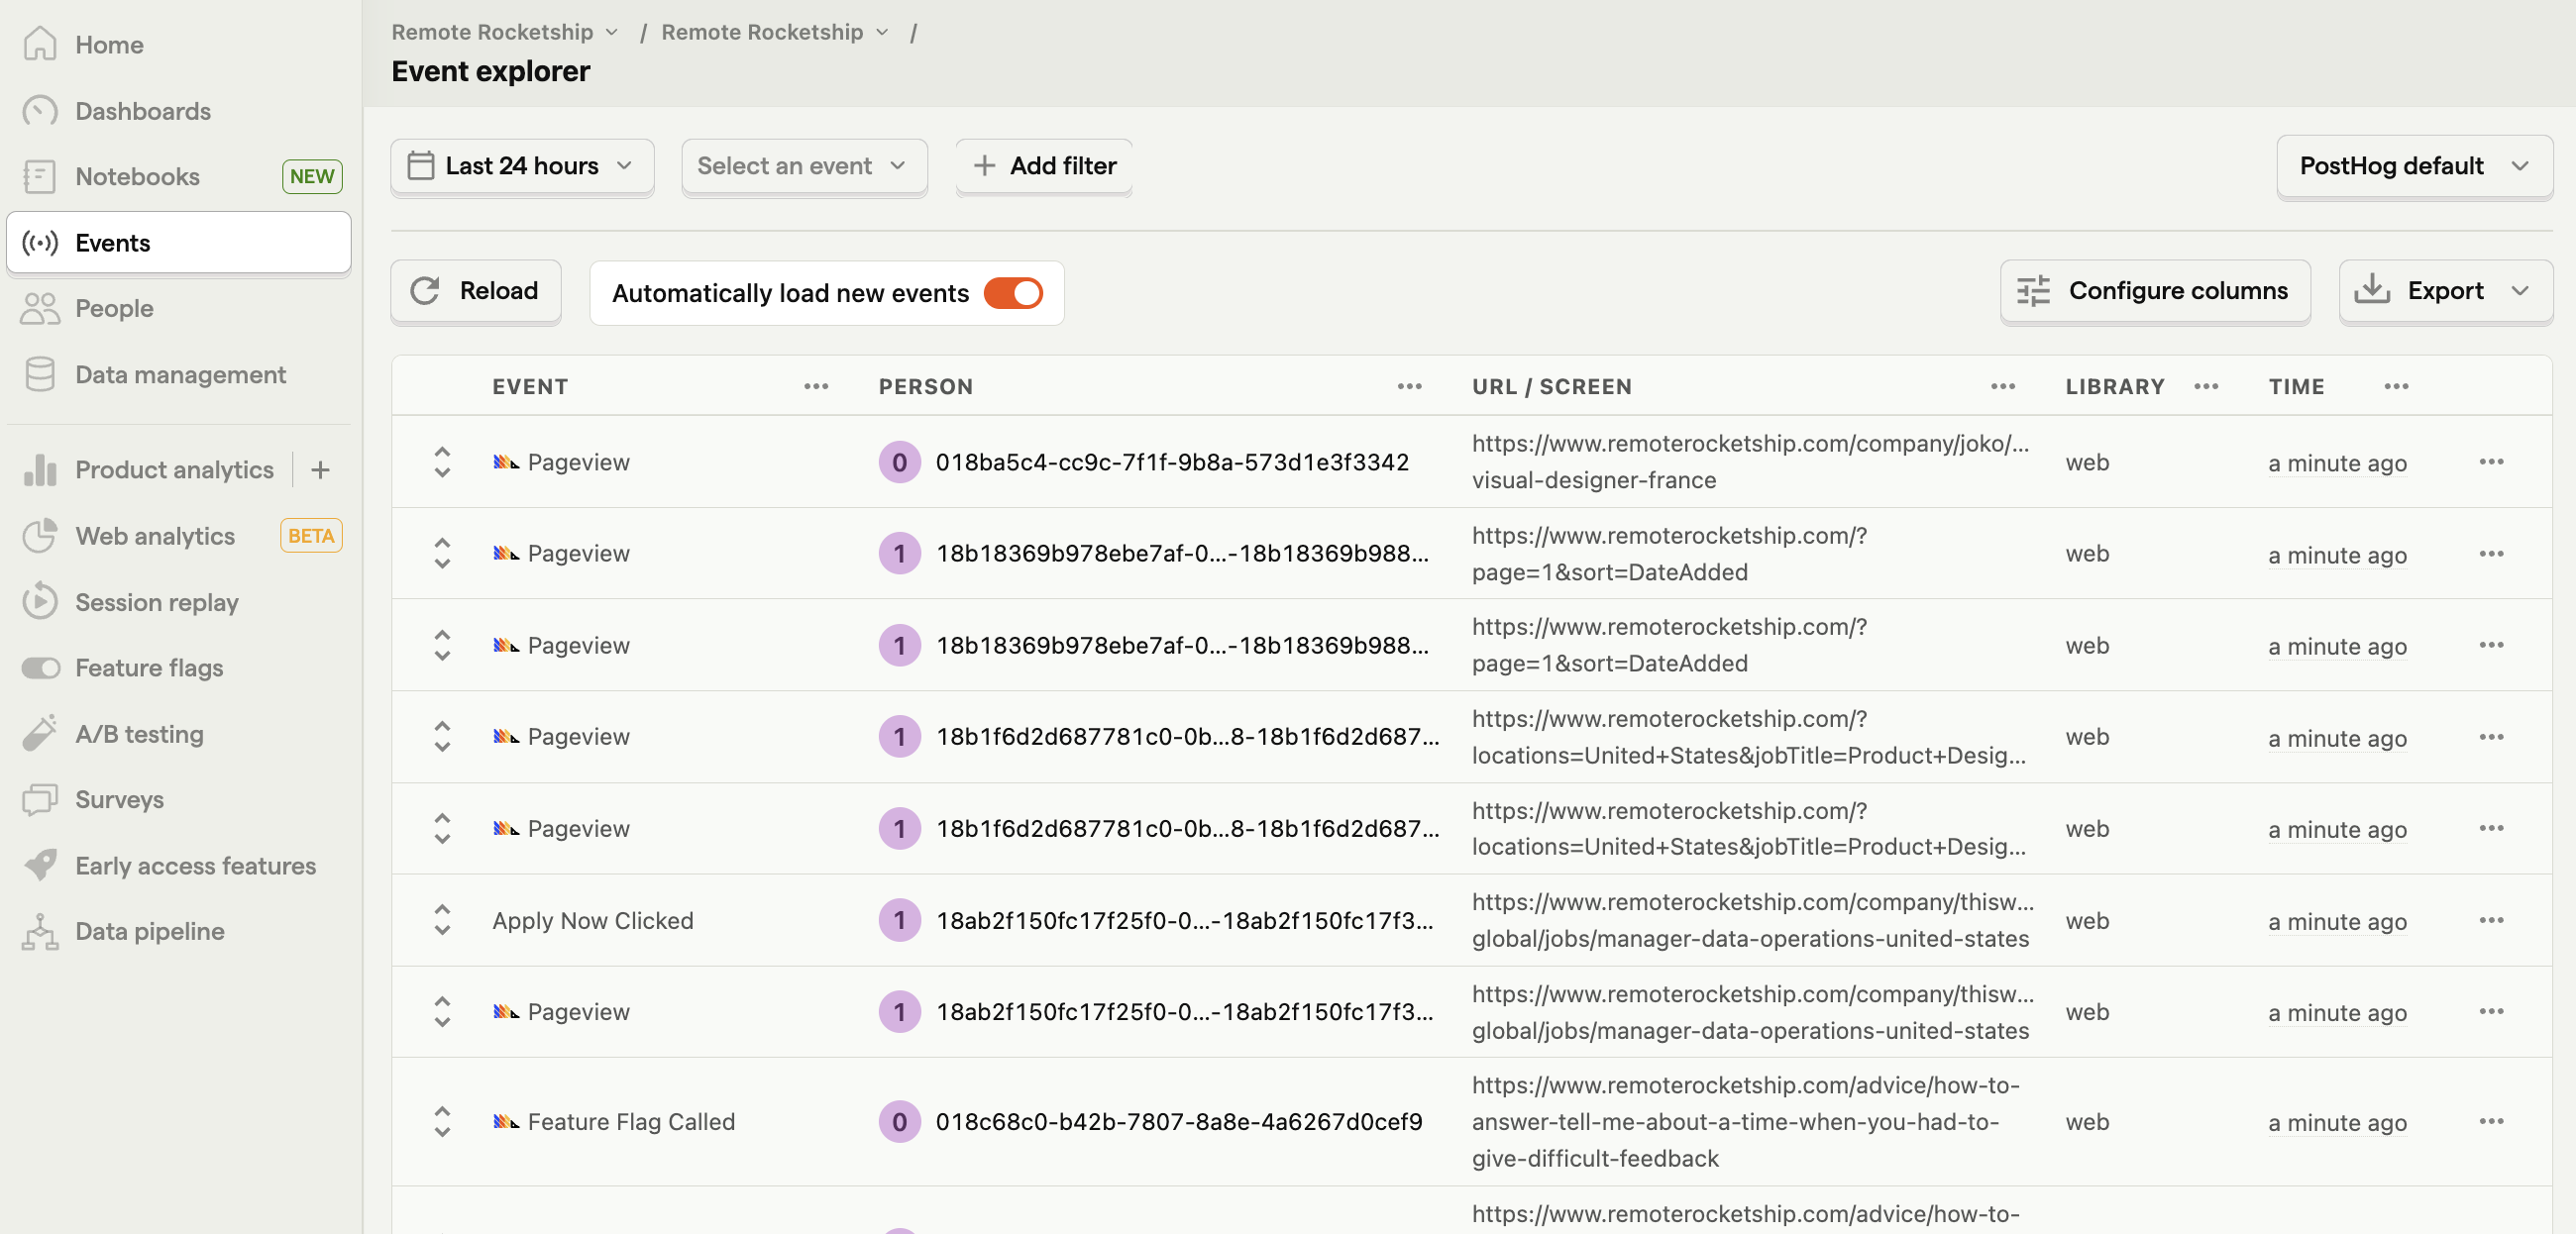 Home
Dashboards
Notebooks NEW
Events
People
Data management
Product analytics
Web analytics BETA
Session replay
Feature flags
A/B testing
Surveys
Early access features
Data pipeline
Remote Rocketship / Remote Rocketship /
Event explorer
Last 24 hours Select an event + Add filter PostHog default
Reload Automatically load new events Configure columns Export
EVENT ••• PERSON ••• URL / SCREEN ••• LIBRARY ••• TIME •••
Pageview 0 018ba5c4-cc9c-7f1f-9b8a-573d1e3f3342 https://www.remoterocketship.com/company/joko/... web a minute ago
visual-designer-france
Pageview 1 18b18369b978ebe7af-0...-18b18369b988... https://www.remoterocketship.com/? web a minute ago
page=1&sort=DateAdded
Pageview 1 18b18369b978ebe7af-0...-18b18369b988... https://www.remoterocketship.com/? web a minute ago
page=1&sort=DateAdded
Pageview 1 18b1f6d2d687781c0-0b...8-18b1f6d2d687... https://www.remoterocketship.com/? web a minute ago
locations=United+States&jobTitle=Product+Desig...
Pageview 1 18b1f6d2d687781c0-0b...8-18b1f6d2d687... https://www.remoterocketship.com/? web a minute ago
locations=United+States&jobTitle=Product+Desig...
Apply Now Clicked 1 18ab2f150fc17f25f0-0...-18ab2f150fc17f3... https://www.remoterocketship.com/company/thisw... web a minute ago
global/jobs/manager-data-operations-united-states
Pageview 1 18ab2f150fc17f25f0-0...-18ab2f150fc17f3... https://www.remoterocketship.com/company/thisw... web a minute ago
global/jobs/manager-data-operations-united-states
Feature Flag Called 0 018c68c0-b42b-7807-8a8e-4a6267d0cef9 https://www.remoterocketship.com/advice/how-to- web a minute ago
answer-tell-me-about-a-time-when-you-had-to-
give-difficult-feedback
https://www.remoterocketship.com/advice/how-to-